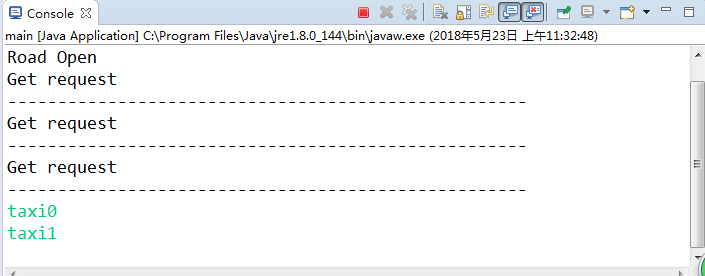 Console
main [Java Application] C:\Program Files\Java\jre1.8.0_144\bin\javaw.exe (2018年5月23日 上午11:32:48)
Road Open
Get request
----------------------------------------------------
Get request
----------------------------------------------------
Get request
----------------------------------------------------
taxi0
taxi1